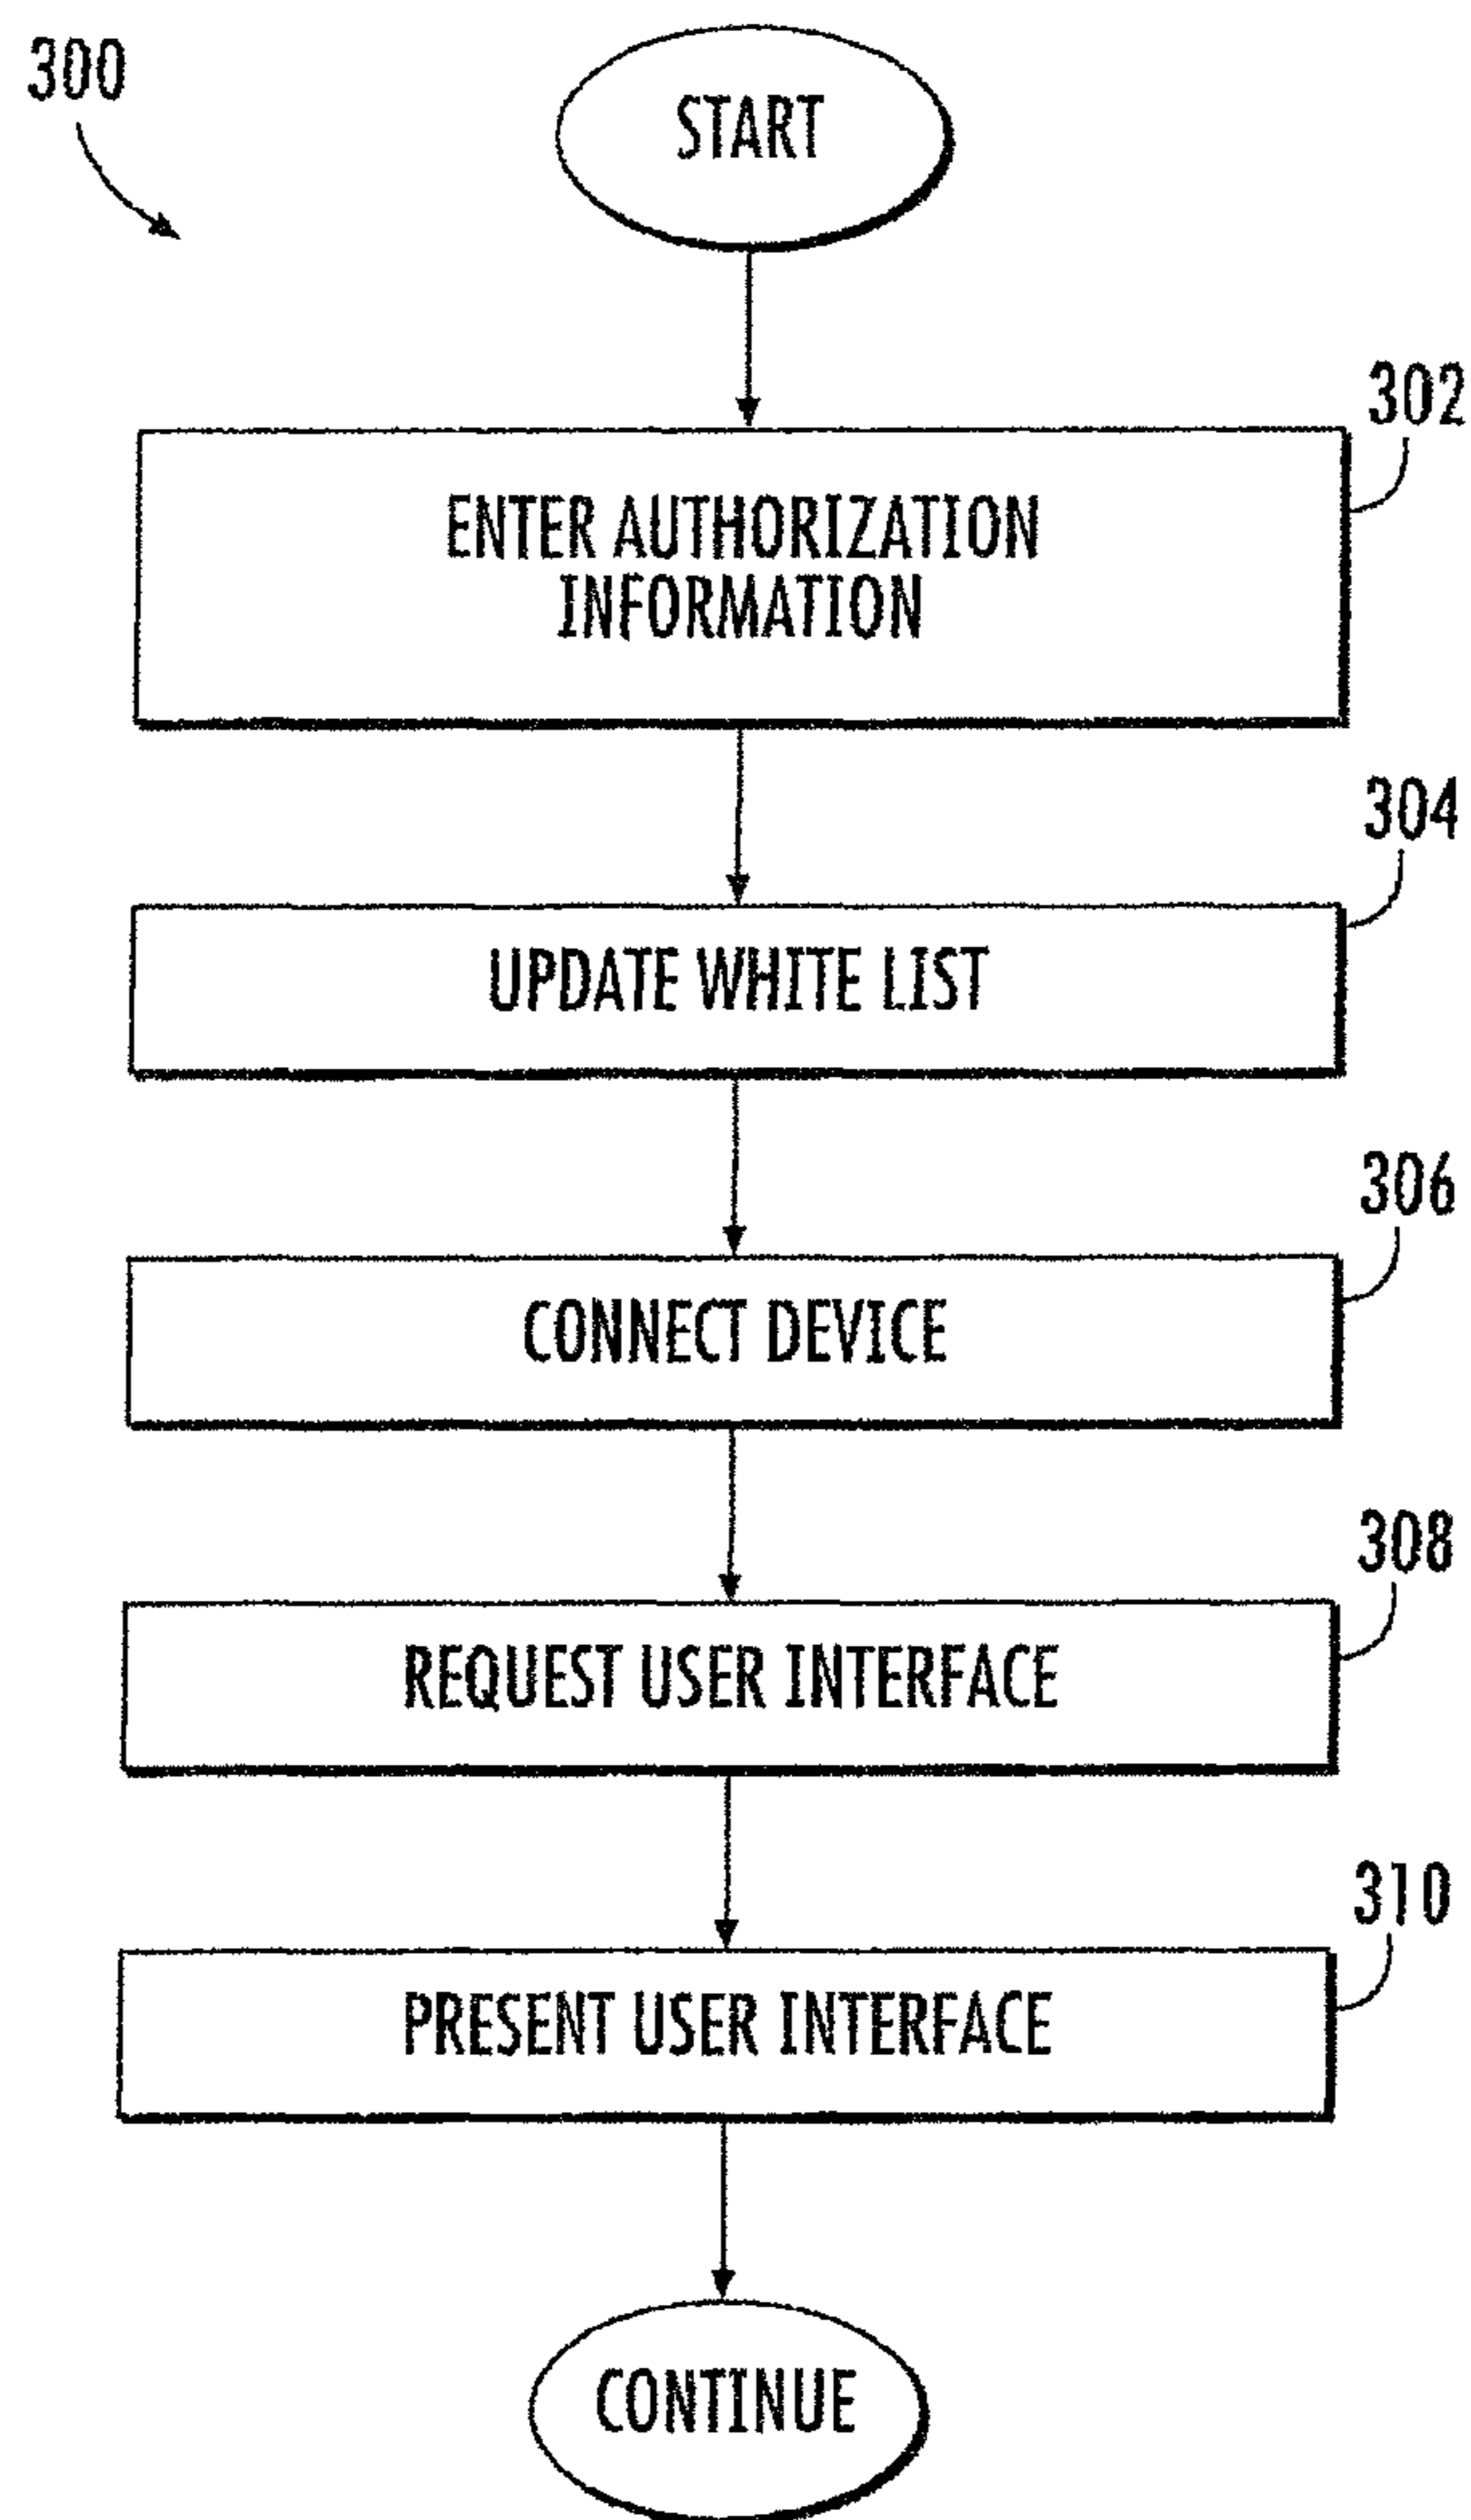 300
START
302
ENTER AUTHORIZATION
INFORMATION
304
UPDATE WHITE LIST
306
CONNECT DEVICE
308
REQUEST USER INTERFACE
310
PRESENT USER INTERFACE
CONTINUE